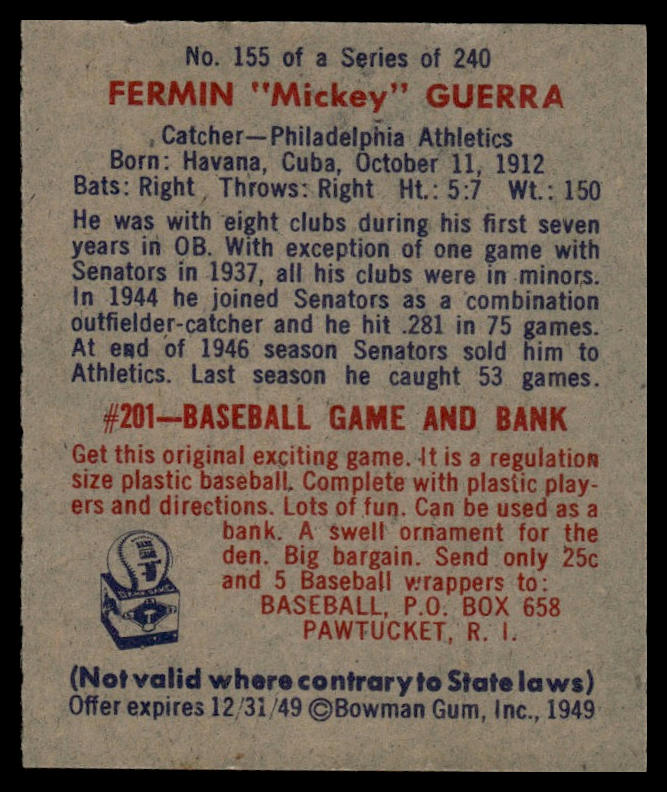 No. 155 of a Series of 240
FERMIN "Mickey" GUERRA
Catcher—Philadelphia Athletics
Born: Havana, Cuba, October 11, 1912
Bats: Right Throws: Right Ht.: 5:7 Wt.: 150
He was with eight clubs during his first seven
years in OB. With exception of one game with
Senators in 1937, all his clubs were in minors.
In 1944 he joined Senators as a combination
outfielder-catcher and he hit .281 in 75 games.
At end of 1946 season Senators sold him to
Athletics. Last season he caught 53 games.
#201—BASEBALL GAME AND BANK
Get this original exciting game. It is a regulation
size plastic baseball. Complete with plastic play-
ers and directions. Lots of fun. Can be used as a
bank. A swell ornament for the
den. Big bargain. Send only 25c
and 5 Baseball wrappers to:
BASEBALL, P.O. BOX 658
PAWTUCKET, R. I.
(Not valid where contrary to State laws)
Offer expires 12/31/49 ©Bowman Gum, Inc., 1949